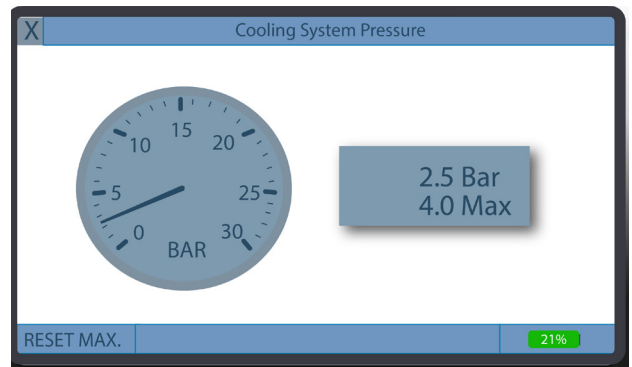 X
Cooling System Pressure
15
10
20
5
25
0
30
BAR
2.5 Bar
4.0 Max
RESET MAX.
21%